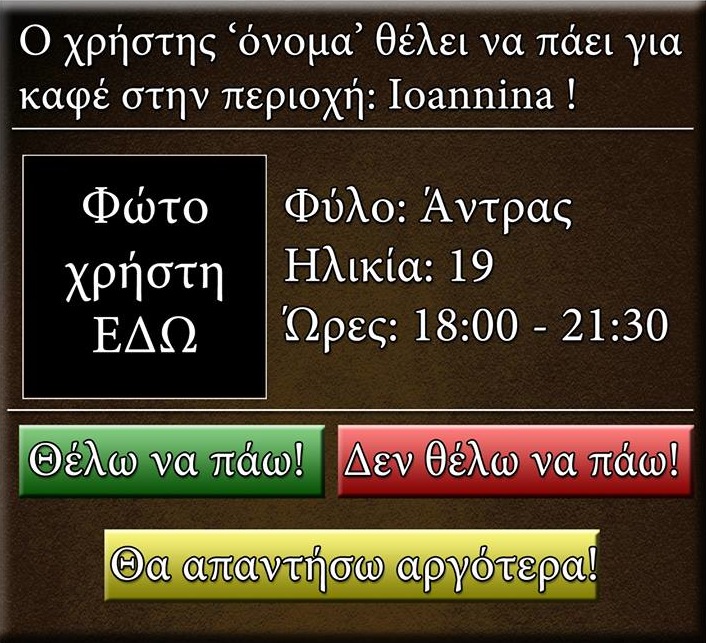 Ο χρήστης ‘όνομα’ θέλει να πάει για
καφέ στην περιοχή: Ioannina !
Φώτο
χρήστη
ΕΔΩ
Φύλο: Άντρας
Ηλικία: 19
Ώρες: 18:00 - 21:30
Θέλω να πάω!
Δεν θέλω να πάω!
Θα απαντήσω αργότερα!